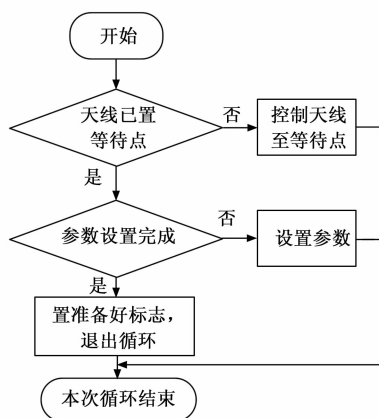 开始
天线已置
等待点
否
控制天线
至等待点
是
参数设置完成
否
设置参数
是
置准备好标志，
退出循环
本次循环结束